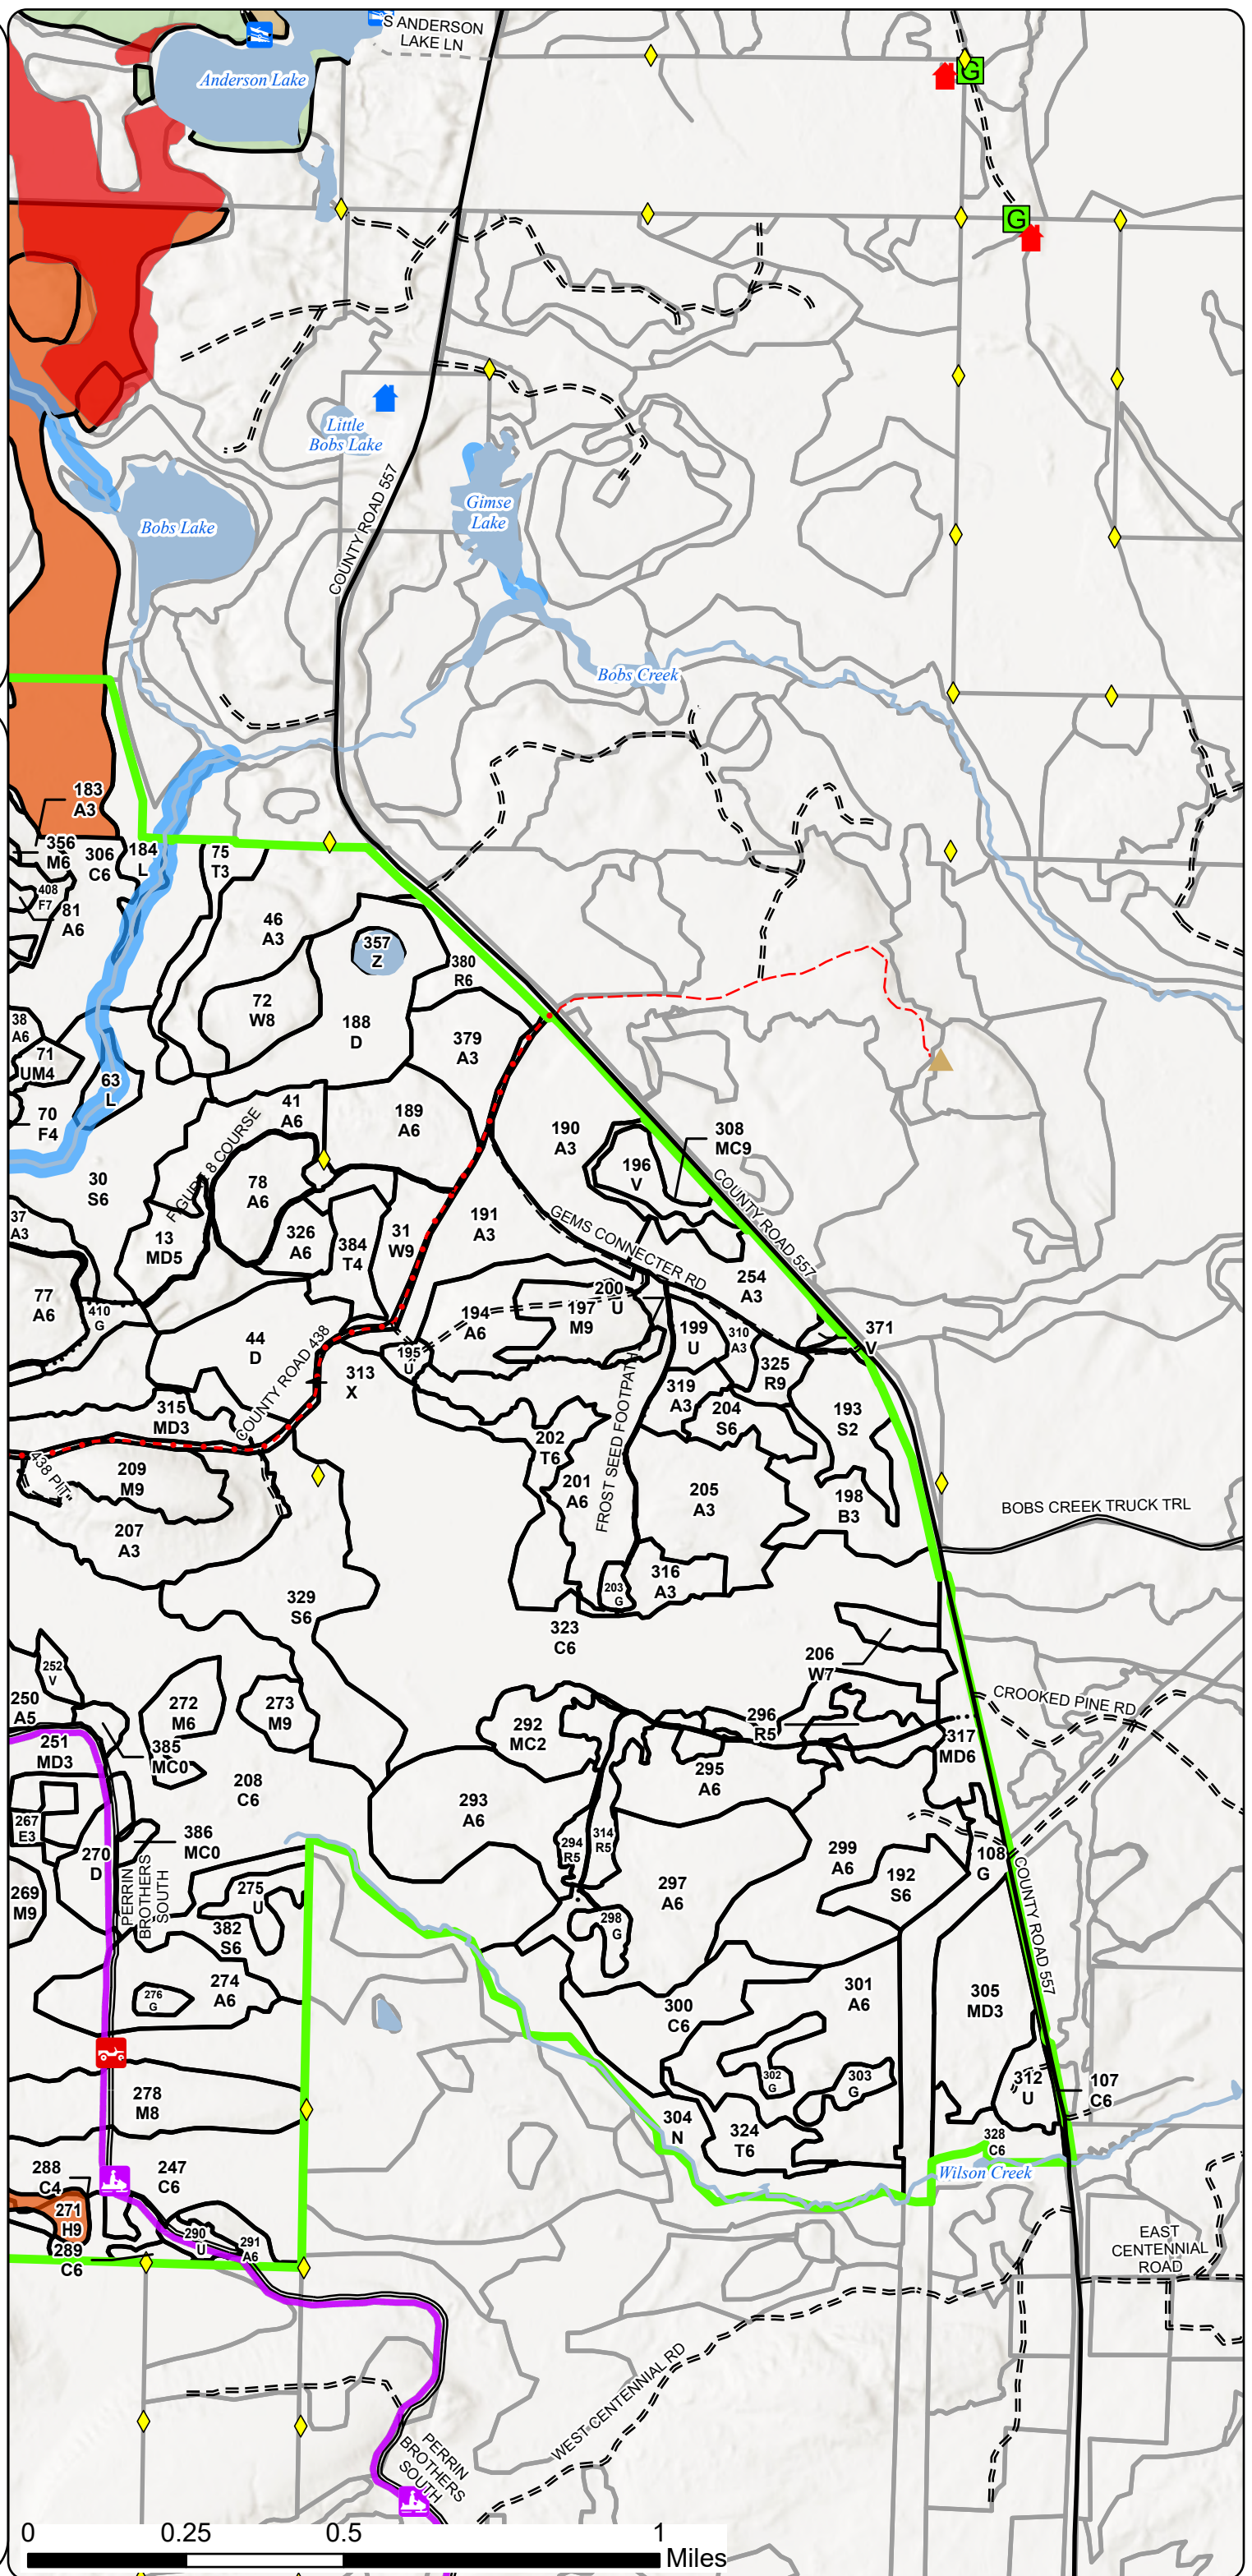 S ANDERSON
LAKE LN
Anderson Lake
G
G
Little
Bobs Lake
COUNTY ROAD 557
Gimse
Lake
Bobs Lake
Bobs Creek
183
A3
356
M6
306
C6
184
L
75
T3
408
F7
81
A6
46
A3
357
Z
380
R6
72
W8
188
D
379
A3
38
A6
71
UM4
63
L
41
A6
189
A6
190
A3
308
MC9
70
F4
FIGURE 8 COURSE
196
V
30
S6
78
A6
COUNTY ROAD 557
37
A3
13
MD5
326
A6
384
T4
31
W9
191
A3
GEMS CONNECTER RD
254
A3
77
A6
410
G
200
U
194
A6
197
M9
199
U
310
A3
371
V
44
D
COUNTY ROAD 438
195
U
313
X
325
R9
319
A3
204
S6
193
S2
315
MD3
202
T6
FROST SEED FOOTPATH
438 PIT"
209
M9
201
A6
205
A3
198
B3
BOBS CREEK TRUCK TRL
207
A3
316
A3
203
G
329
S6
323
C6
206
W7
252
V
250
A5
272
M6
273
M9
292
MC2
296
R5
CROOKED PINE RD
251
MD3
385
MC0
317
MD6
295
A6
208
C6
293
A6
267
E3
386
MC0
294
R5
314
R5
299
A6
108
G
270
D
PERRIN
BROTHERS
SOUTH
275
U
192
S6
269
M9
297
A6
COUNTY ROAD 557
382
S6
298
G
274
A6
276
G
301
A6
305
MD3
300
C6
302
G
303
G
312
U
107
C6
278
M8
304
N
324
T6
328
C6
288
C4
247
C6
Wilson Creek
271
H9
290
U
291
A6
289
C6
EAST
CENTENNIAL
ROAD
WEST CENTENNIAL RD
PERRIN
BROTHERS
SOUTH
0 0.25 0.5 1
Miles